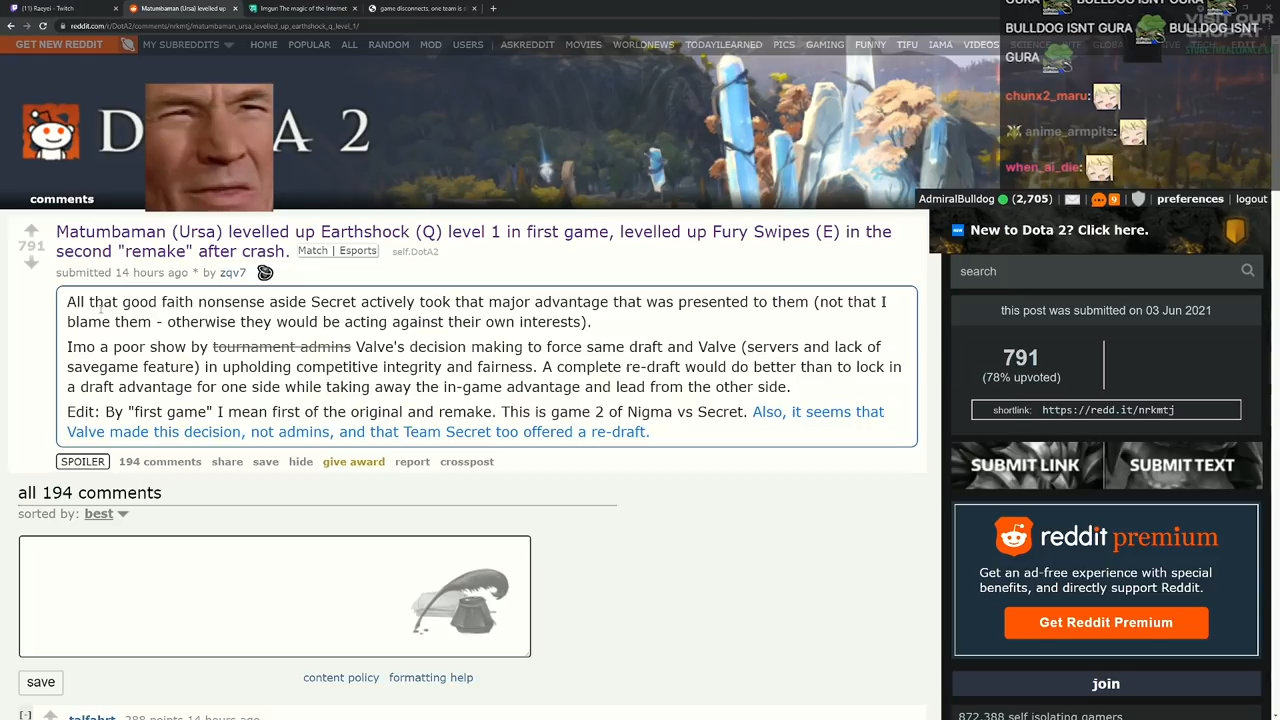 (11) Raeyei - Twitch
Matumbaman (Ursa) levelled up
Imgur: The magic of the Internet
game disconnects, one team is
reddit.com/r/DotA2/comments/nrkmtj/matumbaman_ursa_levelled_up_earthshock_q_level_1/
GET NEW REDDIT
MY SUBREDDITS
HOME POPULAR ALL RANDOM MOD USERS ASKREDDIT MOVIES WORLDNEWS TODAYILEARNED PICS GAMING FUNNY TIFU IAMA VIDEOS
BULLDOG ISNT GURA
BULLDOG ISNT GURA BULLDOG ISNT
GURA
chunx2_maru:
anime_armpits:
when_ai_die:
VISIT OUR
SHOP AT
DOTA 2
comments
AdmiralBulldog (2,705) 9 preferences logout
791
Matumbaman (Ursa) levelled up Earthshock (Q) level 1 in first game, levelled up Fury Swipes (E) in the
second "remake" after crash. Match | Esports self.DotA2
submitted 14 hours ago * by zqv7
All that good faith nonsense aside Secret actively took that major advantage that was presented to them (not that I
blame them - otherwise they would be acting against their own interests).
Imo a poor show by tournament admins Valve's decision making to force same draft and Valve (servers and lack of
savegame feature) in upholding competitive integrity and fairness. A complete re-draft would do better than to lock in
a draft advantage for one side while taking away the in-game advantage and lead from the other side.
Edit: By "first game" I mean first of the original and remake. This is game 2 of Nigma vs Secret. Also, it seems that
Valve made this decision, not admins, and that Team Secret too offered a re-draft.
SPOILER 194 comments share save hide give award report crosspost
all 194 comments
sorted by: best
save
content policy formatting help
[-] talfahrt 288 points 14 hours ago
NEW New to Dota 2? Click here.
search
this post was submitted on 03 Jun 2021
791
(78% upvoted)
shortlink: https://redd.it/nrkmtj
SUBMIT LINK
SUBMIT TEXT
reddit premium
Get an ad-free experience with special
benefits, and directly support Reddit.
Get Reddit Premium
join
872,388 self isolating gamers